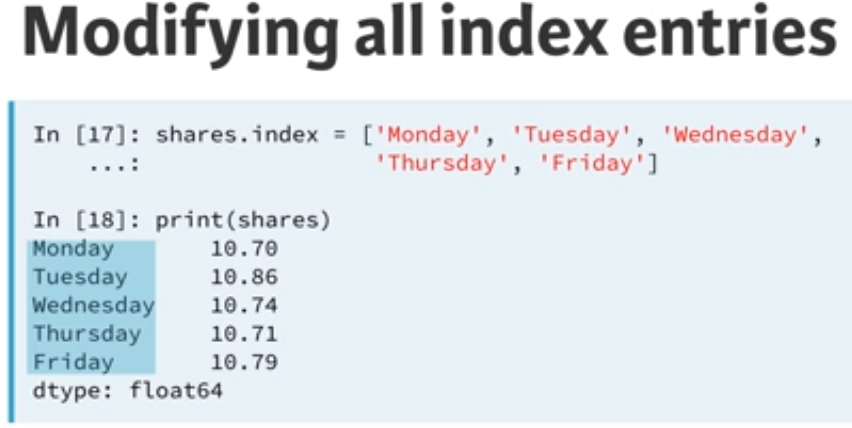 Modifying all index entries
In [17]: shares.index = ['Monday', 'Tuesday', 'Wednesday',
...: 'Thursday', 'Friday']
In [18]: print(shares)
Monday 10.70
Tuesday 10.86
Wednesday 10.74
Thursday 10.71
Friday 10.79
dtype: float64